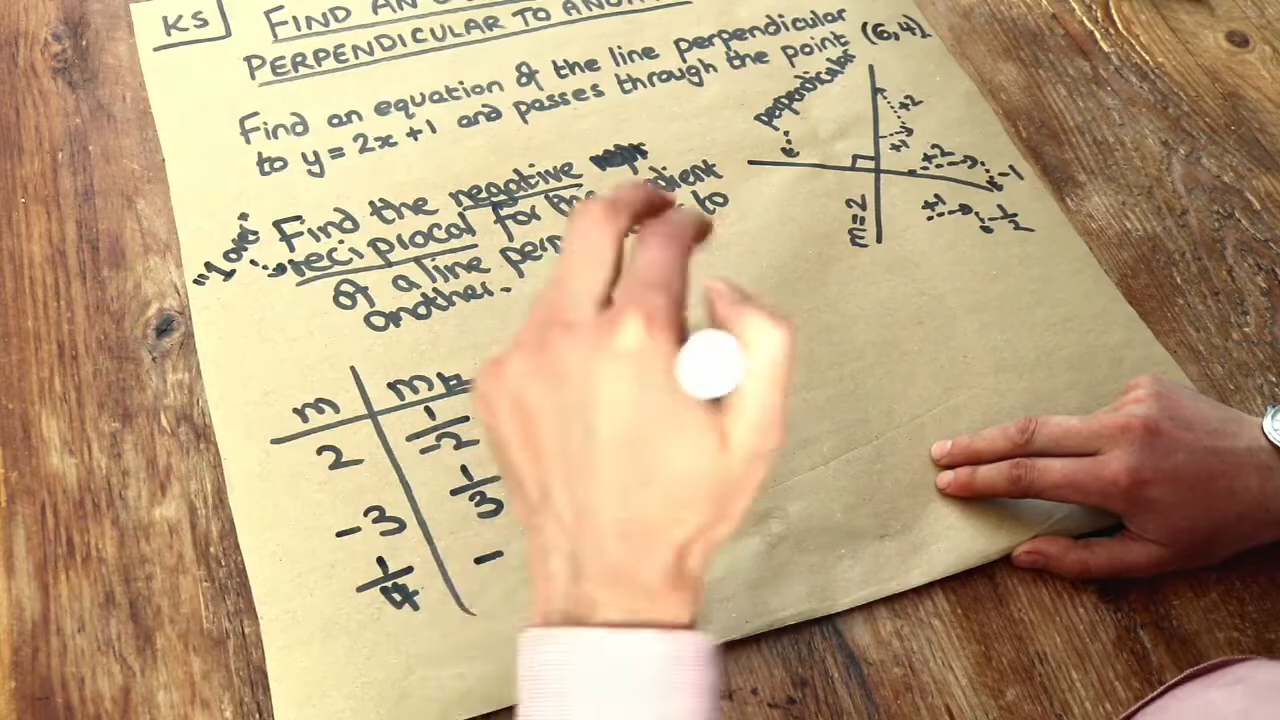 KS
FIND AN
PERPENDICULAR TO
Find an equation of the line perpendicular
to y = 2x + 1 and passes through the point (6,4)
Find the negative
"1 over" reciprocal for the
of a line
to
another.
m
2 1/-2
-3 1/3
1/4 -
Perpendicular
+2
+1
+2
-1
+1
-1/2
m=2